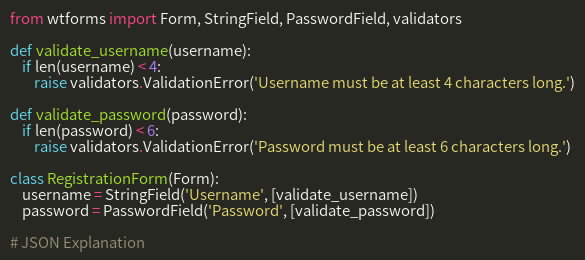 from wtforms import Form, StringField, PasswordField, validators

def validate_username(username):
    if len(username) < 4:
        raise validators.ValidationError('Username must be at least 4 characters long.')

def validate_password(password):
    if len(password) < 6:
        raise validators.ValidationError('Password must be at least 6 characters long.')

class RegistrationForm(Form):
    username = StringField('Username', [validate_username])
    password = PasswordField('Password', [validate_password])

# JSON Explanation